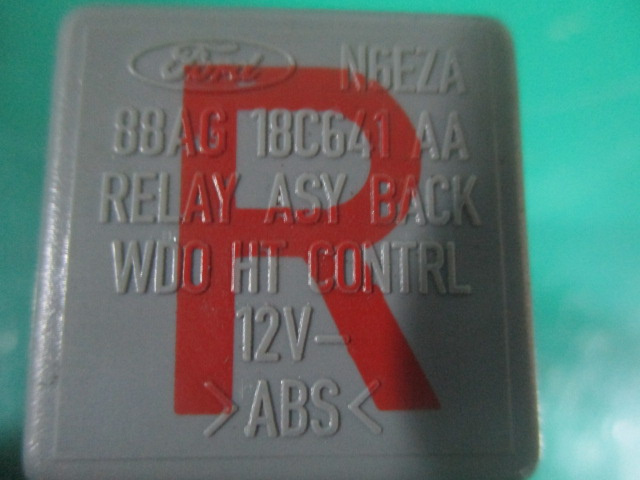 Ford N6EZA
88AG 18C641 AA
RELAY ASY BACK
WDO HT CONTRL
12V-
>ABS<
R